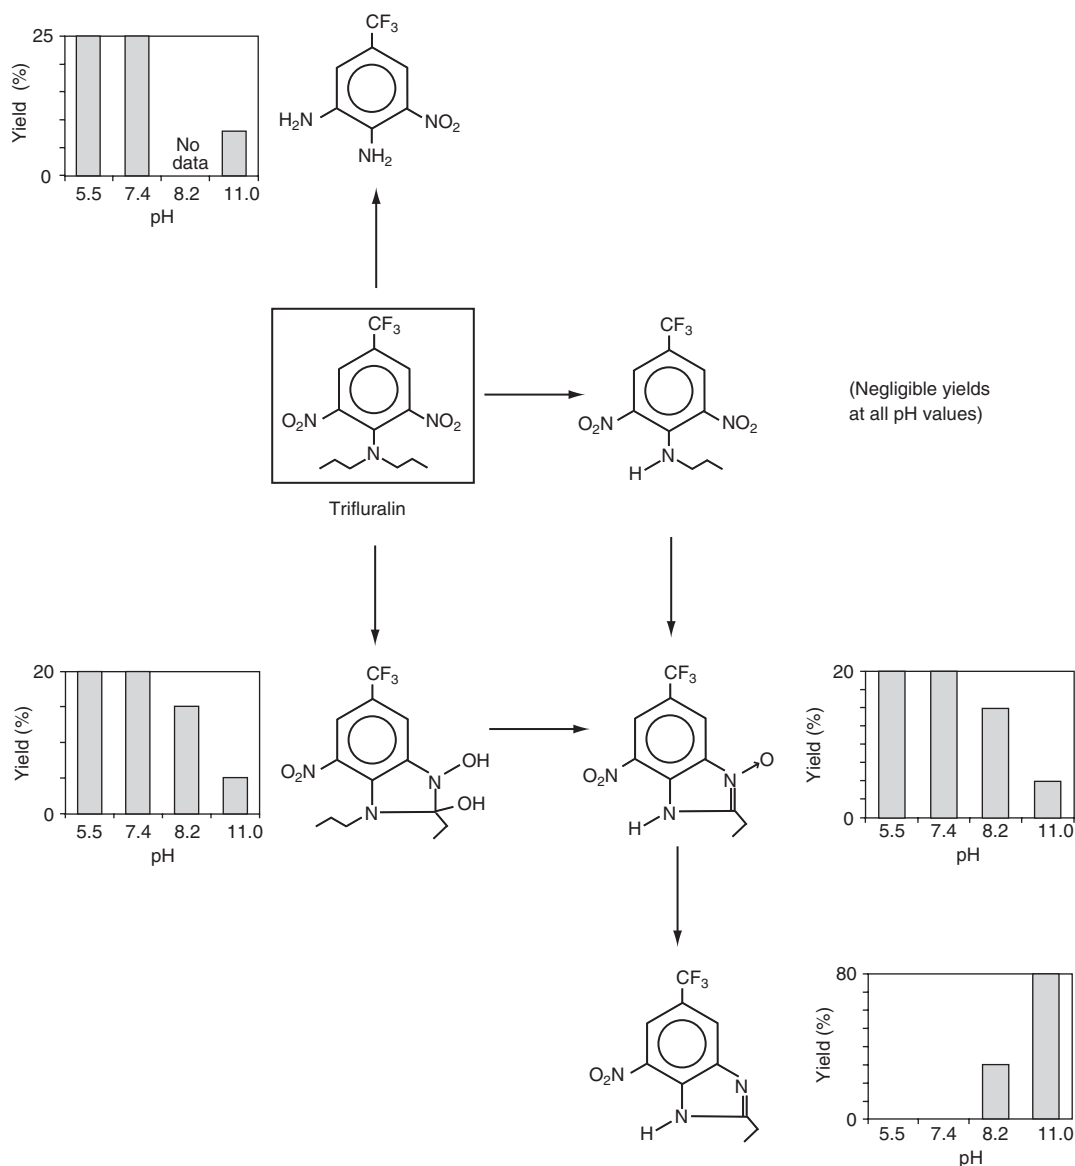 CF3
25
Yield (%)
No
data
0
5.5 7.4 8.2 11.0
pH
H2N
NO2
NH2
CF3
O2N
NO2
N
Trifluralin
CF3
O2N
NO2
N
H
(Negligible yields
at all pH values)
20
Yield (%)
0
5.5 7.4 8.2 11.0
pH
CF3
O2N
N
OH
OH
N
CF3
O2N
N
O
N
H
20
Yield (%)
0
5.5 7.4 8.2 11.0
pH
CF3
O2N
N
N
H
80
Yield (%)
0
5.5 7.4 8.2 11.0
pH